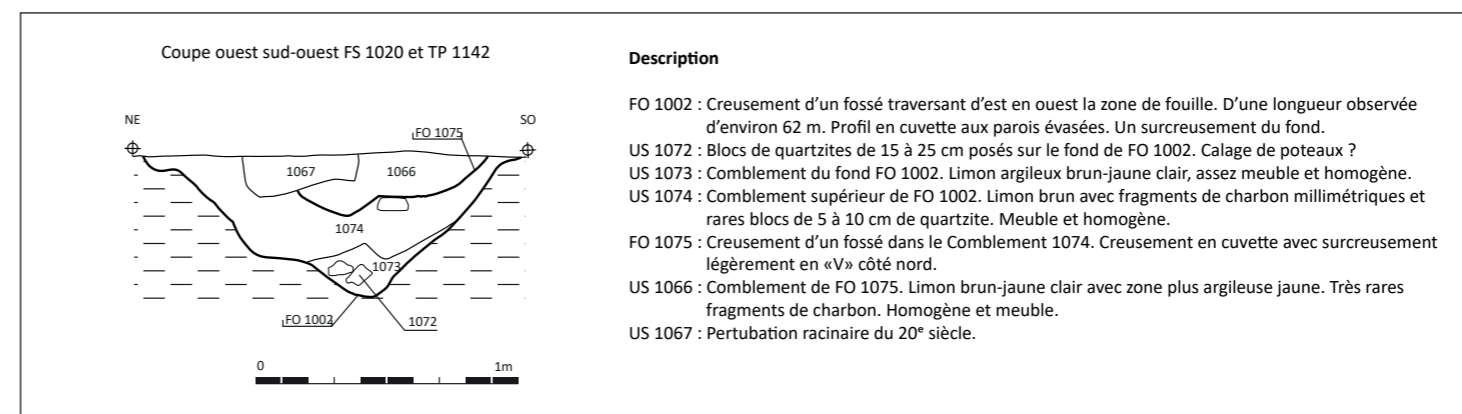 Coupe ouest sud-ouest FS 1020 et TP 1142
NE
SO
FO 1075
1067
1066
1074
1073
FO 1002
1072
0
1m
Description
FO 1002 : Creusement d'un fossé traversant d'est en ouest la zone de fouille. D'une longueur observée
d'environ 62 m. Profil en cuvette aux parois évasées. Un surcreusement du fond.
US 1072 : Blocs de quartzites de 15 à 25 cm posés sur le fond de FO 1002. Calage de poteaux ?
US 1073 : Comblement du fond FO 1002. Limon argileux brun-jaune clair, assez meuble et homogène.
US 1074 : Comblement supérieur de FO 1002. Limon brun avec fragments de charbon millimétriques et
rares blocs de 5 à 10 cm de quartzite. Meuble et homogène.
FO 1075 : Creusement d'un fossé dans le Comblement 1074. Creusement en cuvette avec surcreusement
légèrement en «V» côté nord.
US 1066 : Comblement de FO 1075. Limon brun-jaune clair avec zone plus argileuse jaune. Très rares
fragments de charbon. Homogène et meuble.
US 1067 : Pertubation racinaire du 20e siècle.